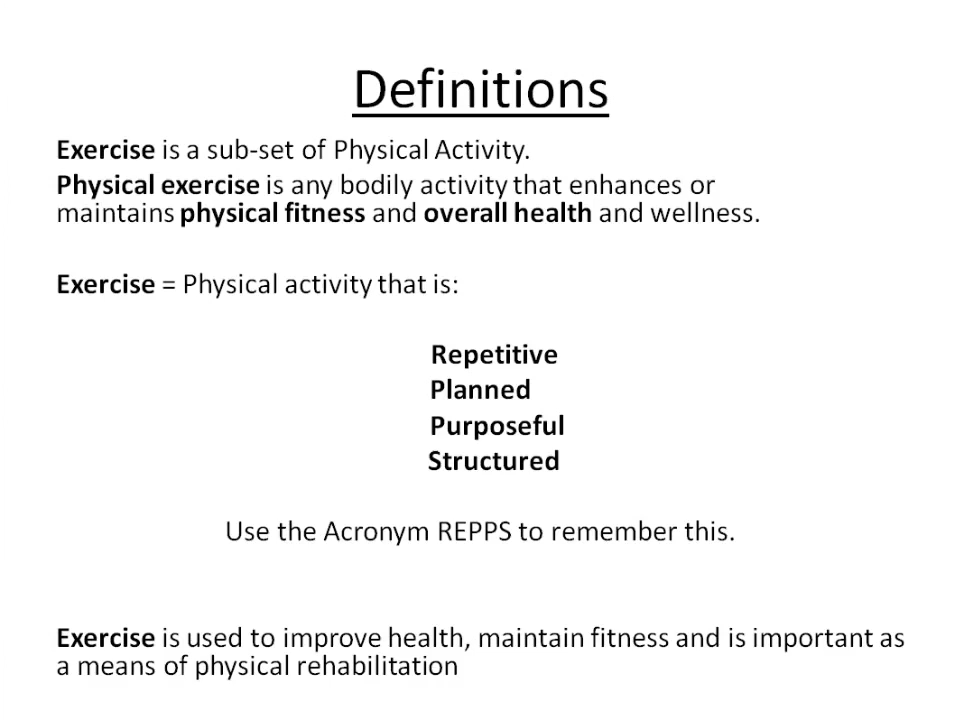 Definitions
Exercise is a sub-set of Physical Activity.
Physical exercise is any bodily activity that enhances or
maintains physical fitness and overall health and wellness.
Exercise = Physical activity that is:
Repetitive
Planned
Purposeful
Structured
Use the Acronym REPPS to remember this.
Exercise is used to improve health, maintain fitness and is important as
a means of physical rehabilitation